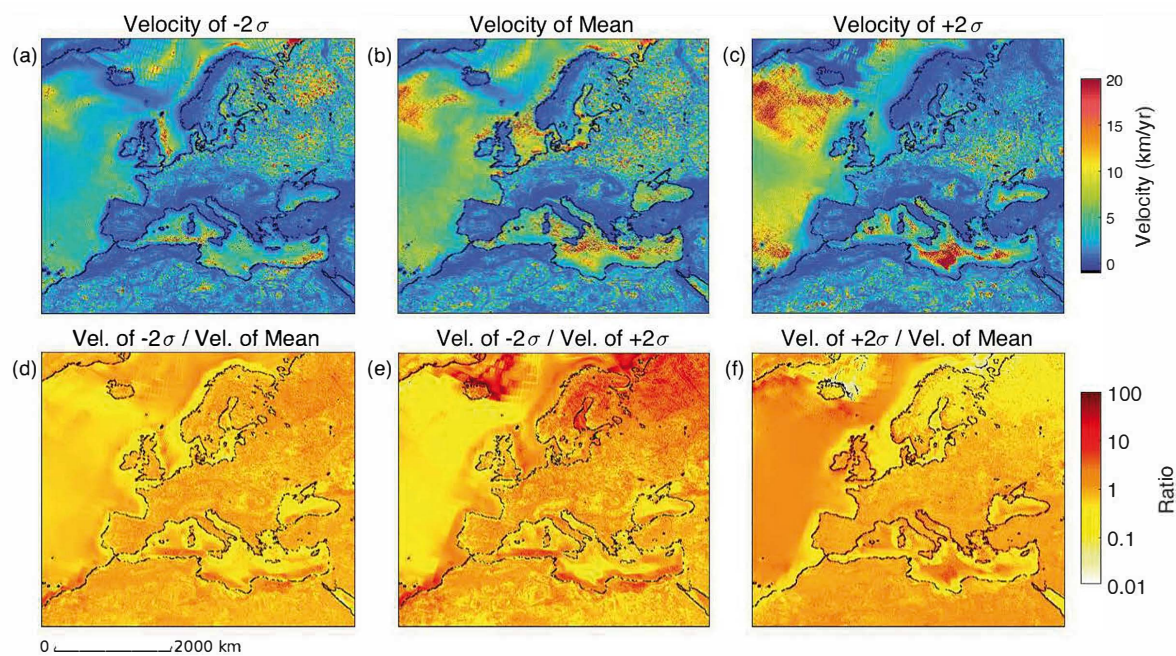 Velocity of -2σ
Velocity of Mean
Velocity of +2σ
(a)
(b)
(c)
20
15
10
5
0
Velocity (km/yr)
Vel. of -2σ / Vel. of Mean
Vel. of -2σ / Vel. of +2σ
Vel. of +2σ / Vel. of Mean
(d)
(e)
(f)
100
10
1
0.1
0.01
Ratio
0 2000 km